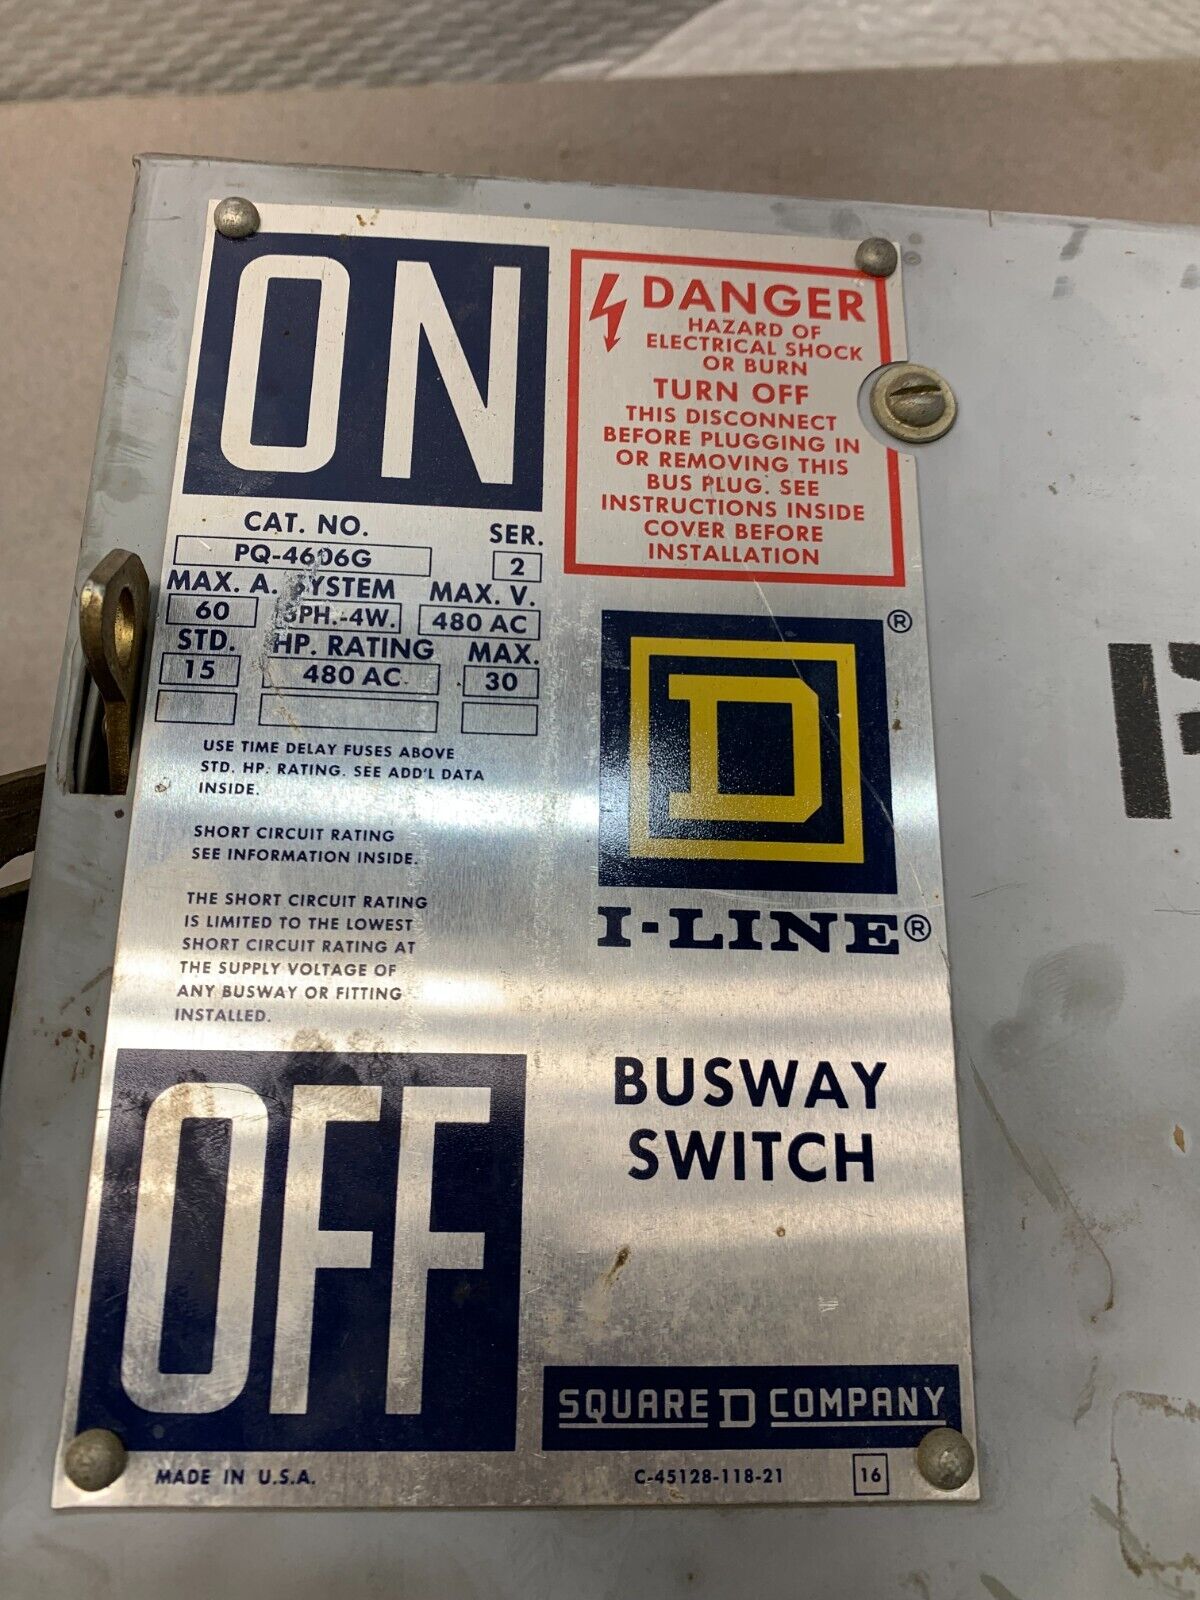 ON
DANGER
HAZARD OF
ELECTRICAL SHOCK
OR BURN
TURN OFF
THIS DISCONNECT
BEFORE PLUGGING IN
OR REMOVING THIS
BUS PLUG. SEE
INSTRUCTIONS INSIDE
COVER BEFORE
INSTALLATION
CAT. NO. SER.
PQ-4606G 2
MAX. A. SYSTEM MAX. V.
60 3PH.-4W. 480 AC
STD. HP. RATING MAX.
15 480 AC 30
USE TIME DELAY FUSES ABOVE
STD. HP. RATING. SEE ADD'L DATA
INSIDE.
SHORT CIRCUIT RATING
SEE INFORMATION INSIDE.
THE SHORT CIRCUIT RATING
IS LIMITED TO THE LOWEST
SHORT CIRCUIT RATING AT
THE SUPPLY VOLTAGE OF
ANY BUSWAY OR FITTING
INSTALLED.
D ®
I-LINE®
OFF
BUSWAY
SWITCH
SQUARE D COMPANY
MADE IN U.S.A. C-45128-118-21 16